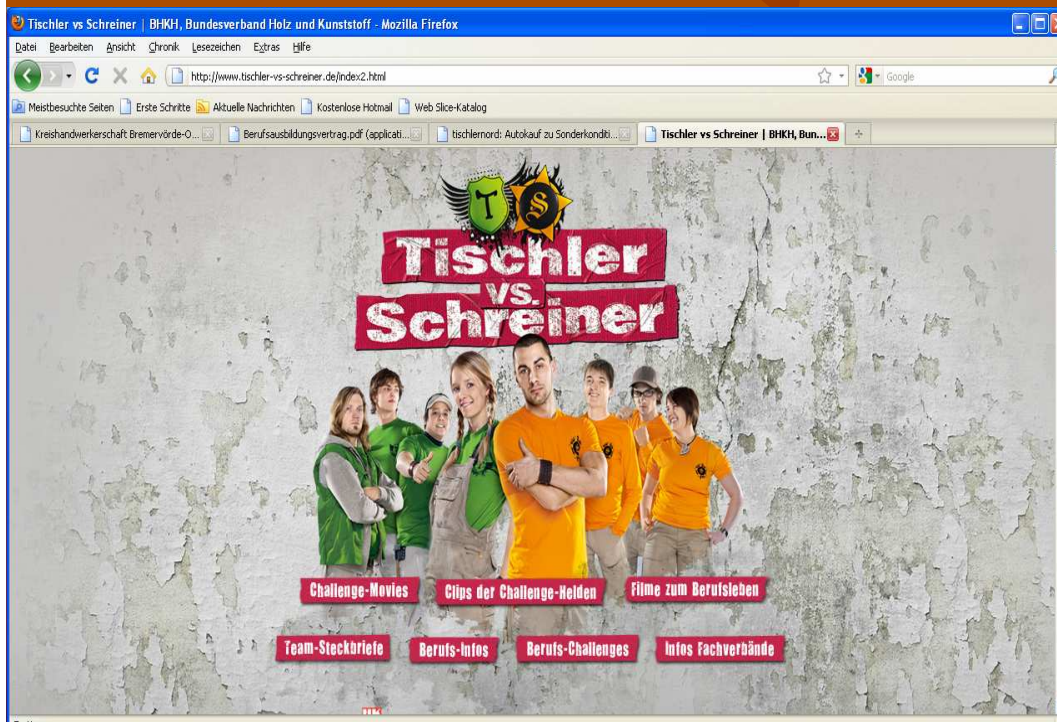 Tischler vs Schreiner | BHKH, Bundesverband Holz und Kunststoff - Mozilla Firefox
Datei Bearbeiten Ansicht Chronik Lesezeichen Extras Hilfe
http://www.tischler-vs-schreiner.de/index2.html
Google
Meistbesuchte Seiten Erste Schritte Aktuelle Nachrichten Kostenlose Hotmail Web Slice-Katalog
Kreishandwerkerschaft Bremervörde-O... Berufsausbildungsvertrag.pdf (applicati... tischlernord: Autokauf zu Sonderkonditi... Tischler vs Schreiner | BHKH, Bun...
T S
Tischler
vs.
Schreiner
Challenge-Movies Clips der Challenge-Helden Filme zum Berufsleben
Team-Steckbriefe Berufs-Infos Berufs-Challenges Infos Fachverbände